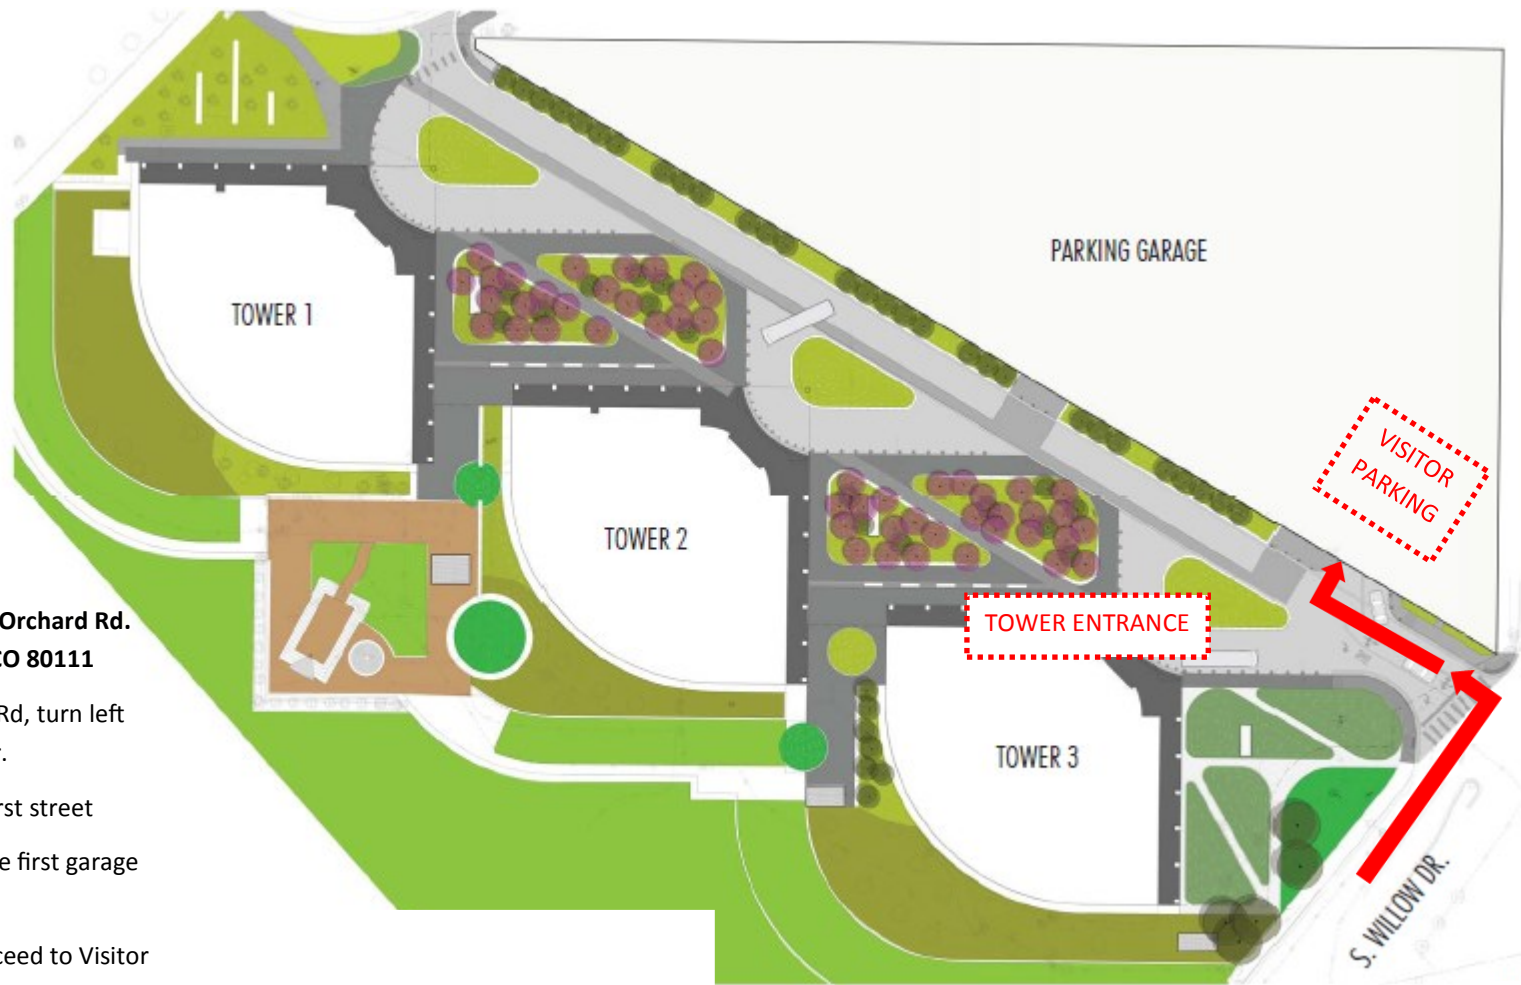 PARKING GARAGE
TOWER 1
VISITOR
PARKING
TOWER 2
TOWER ENTRANCE
TOWER 3
S. WILLOW DR.
Orchard Rd.
CO 80111
Rd, turn left
first street
e first garage
ceed to Visitor